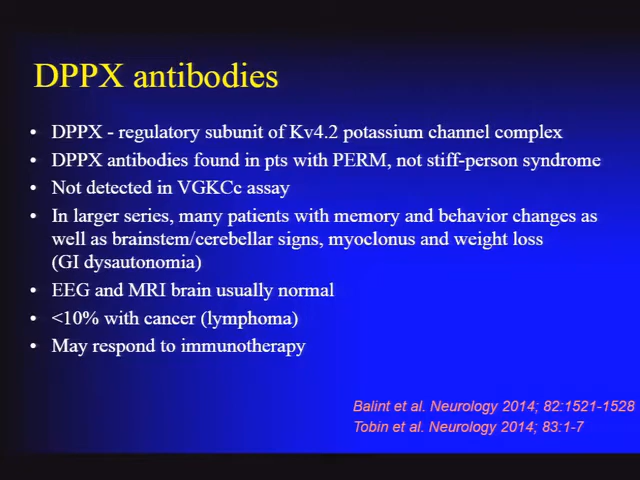 DPPX antibodies
• DPPX - regulatory subunit of Kv4.2 potassium channel complex
• DPPX antibodies found in pts with PERM, not stiff-person syndrome
• Not detected in VGKCc assay
• In larger series, many patients with memory and behavior changes as
well as brainstem/cerebellar signs, myoclonus and weight loss
(GI dysautonomia)
• EEG and MRI brain usually normal
• <10% with cancer (lymphoma)
• May respond to immunotherapy
Balint et al. Neurology 2014; 82:1521-1528
Tobin et al. Neurology 2014; 83:1-7